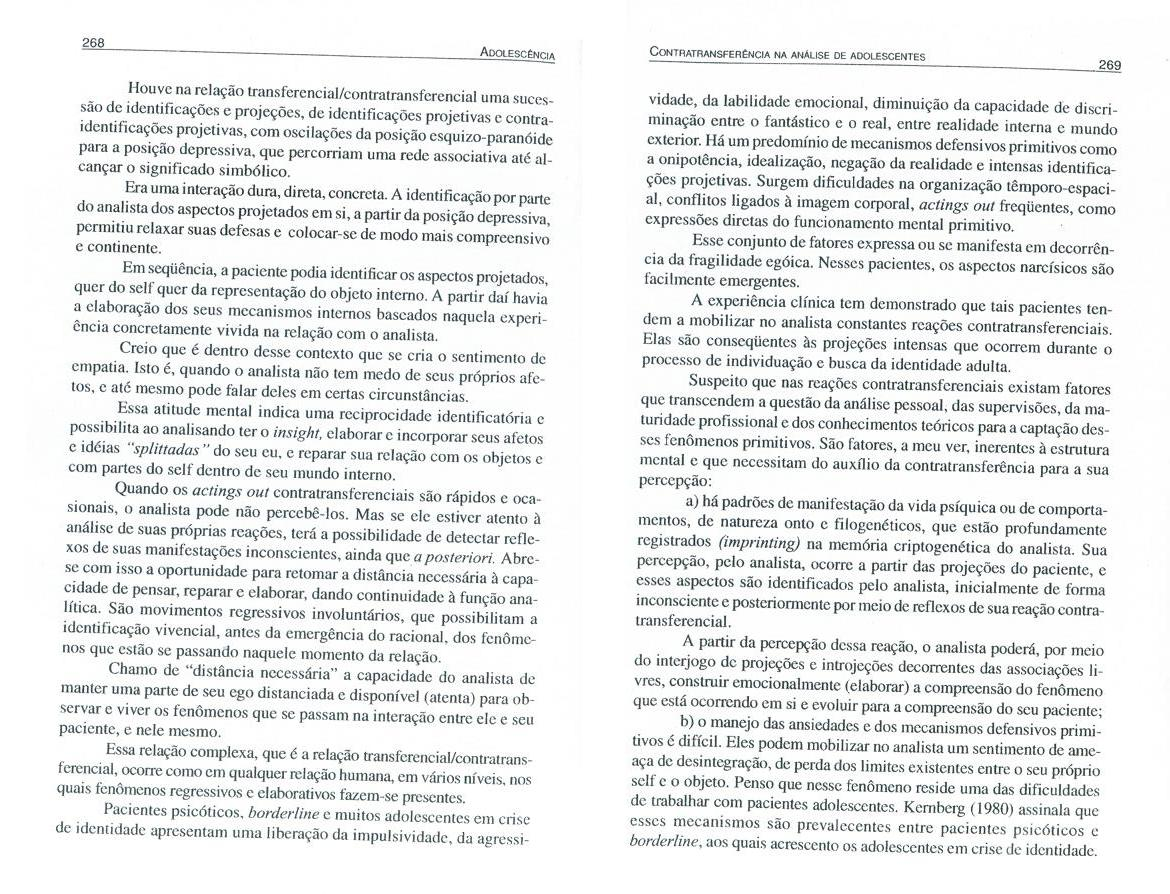 268
ADOLESCÊNCIA
Houve na relação transferencial/contratransferencial uma suces-
são de identificações e projeções, de identificações projetivas e contra-
identificações projetivas, com oscilações da posição esquizo-paranóide
para a posição depressiva, que percorriam uma rede associativa até al-
cançar o significado simbólico.
Era uma interação dura, direta, concreta. A identificação por parte
do analista dos aspectos projetados em si, a partir da posição depressiva,
permitiu relaxar suas defesas e colocar-se de modo mais compreensivo
e continente.
Em seqüência, a paciente podia identificar os aspectos projetados,
quer do self quer da representação do objeto interno. A partir daí havia
a elaboração dos seus mecanismos internos baseados naquela experi-
ência concretamente vivida na relação com o analista.
Creio que é dentro desse contexto que se cria o sentimento de
empatia. Isto é, quando o analista não tem medo de seus próprios afe-
tos, e até mesmo pode falar deles em certas circunstâncias.
Essa atitude mental indica uma reciprocidade identificatória e
possibilita ao analisando ter o insight, elaborar e incorporar seus afetos
e idéias "splittadas" do seu eu, e reparar sua relação com os objetos e
com partes do self dentro de seu mundo interno.
Quando os actings out contratransferenciais são rápidos e oca-
sionais, o analista pode não percebê-los. Mas se ele estiver atento à
análise de suas próprias reações, terá a possibilidade de detectar refle-
xos de suas manifestações inconscientes, ainda que a posteriori. Abre-
se com isso a oportunidade para retomar a distância necessária à capa-
cidade de pensar, reparar e elaborar, dando continuidade à função ana-
lítica. São movimentos regressivos involuntários, que possibilitam a
identificação vivencial, antes da emergência do racional, dos fenôme-
nos que estão se passando naquele momento da relação.
Chamo de "distância necessária" a capacidade do analista de
manter uma parte de seu ego distanciada e disponível (atenta) para ob-
servar e viver os fenômenos que se passam na interação entre ele e seu
paciente, e nele mesmo.
Essa relação complexa, que é a relação transferencial/contratrans-
ferencial, ocorre como em qualquer relação humana, em vários níveis, nos
quais fenômenos regressivos e elaborativos fazem-se presentes.
Pacientes psicóticos, borderline e muitos adolescentes em crise
de identidade apresentam uma liberação da impulsividade, da agressi-
CONTRATRANSFERÊNCIA NA ANÁLISE DE ADOLESCENTES
269
vidade, da labilidade emocional, diminuição da capacidade de discri-
minação entre o fantástico e o real, entre realidade interna e mundo
exterior. Há um predomínio de mecanismos defensivos primitivos como
a onipotência, idealização, negação da realidade e intensas identifica-
ções projetivas. Surgem dificuldades na organização têmporo-espaci-
al, conflitos ligados à imagem corporal, actings out freqüentes, como
expressões diretas do funcionamento mental primitivo.
Esse conjunto de fatores expressa ou se manifesta em decorrên-
cia da fragilidade egóica. Nesses pacientes, os aspectos narcísicos são
facilmente emergentes.
A experiência clínica tem demonstrado que tais pacientes ten-
dem a mobilizar no analista constantes reações contratransferenciais.
Elas são conseqüentes às projeções intensas que ocorrem durante o
processo de individuação e busca da identidade adulta.
Suspeito que nas reações contratransferenciais existam fatores
que transcendem a questão da análise pessoal, das supervisões, da ma-
turidade profissional e dos conhecimentos teóricos para a captação des-
ses fenômenos primitivos. São fatores, a meu ver, inerentes à estrutura
mental e que necessitam do auxílio da contratransferência para a sua
percepção:
a) há padrões de manifestação da vida psíquica ou de comporta-
mentos, de natureza onto e filogenéticos, que estão profundamente
registrados (imprinting) na memória criptogenética do analista. Sua
percepção, pelo analista, ocorre a partir das projeções do paciente, e
esses aspectos são identificados pelo analista, inicialmente de forma
inconsciente e posteriormente por meio de reflexos de sua reação contra-
transferencial.
A partir da percepção dessa reação, o analista poderá, por meio
do interjogo de projeções e introjeções decorrentes das associações li-
vres, construir emocionalmente (elaborar) a compreensão do fenômeno
que está ocorrendo em si e evoluir para a compreensão do seu paciente;
b) o manejo das ansiedades e dos mecanismos defensivos primi-
tivos é difícil. Eles podem mobilizar no analista um sentimento de ame-
aça de desintegração, de perda dos limites existentes entre o seu próprio
self e o objeto. Penso que nesse fenômeno reside uma das dificuldades
de trabalhar com pacientes adolescentes. Kernberg (1980) assinala que
esses mecanismos são prevalecentes entre pacientes psicóticos e
borderline, aos quais acrescento os adolescentes em crise de identidade.